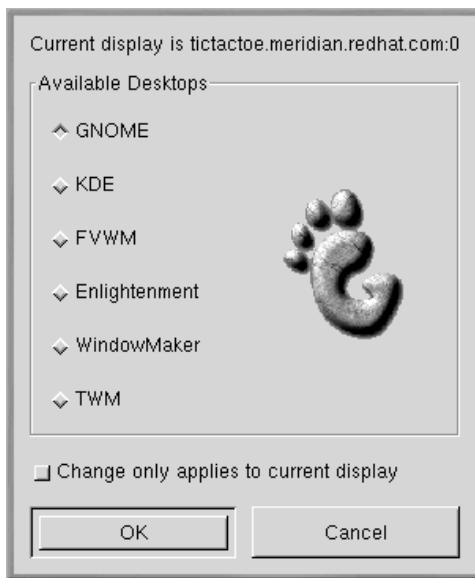 Current display is tictactoe.meridian.redhat.com:0
Available Desktops
GNOME
KDE
FVWM
Enlightenment
WindowMaker
TWM
Change only applies to current display
OK Cancel